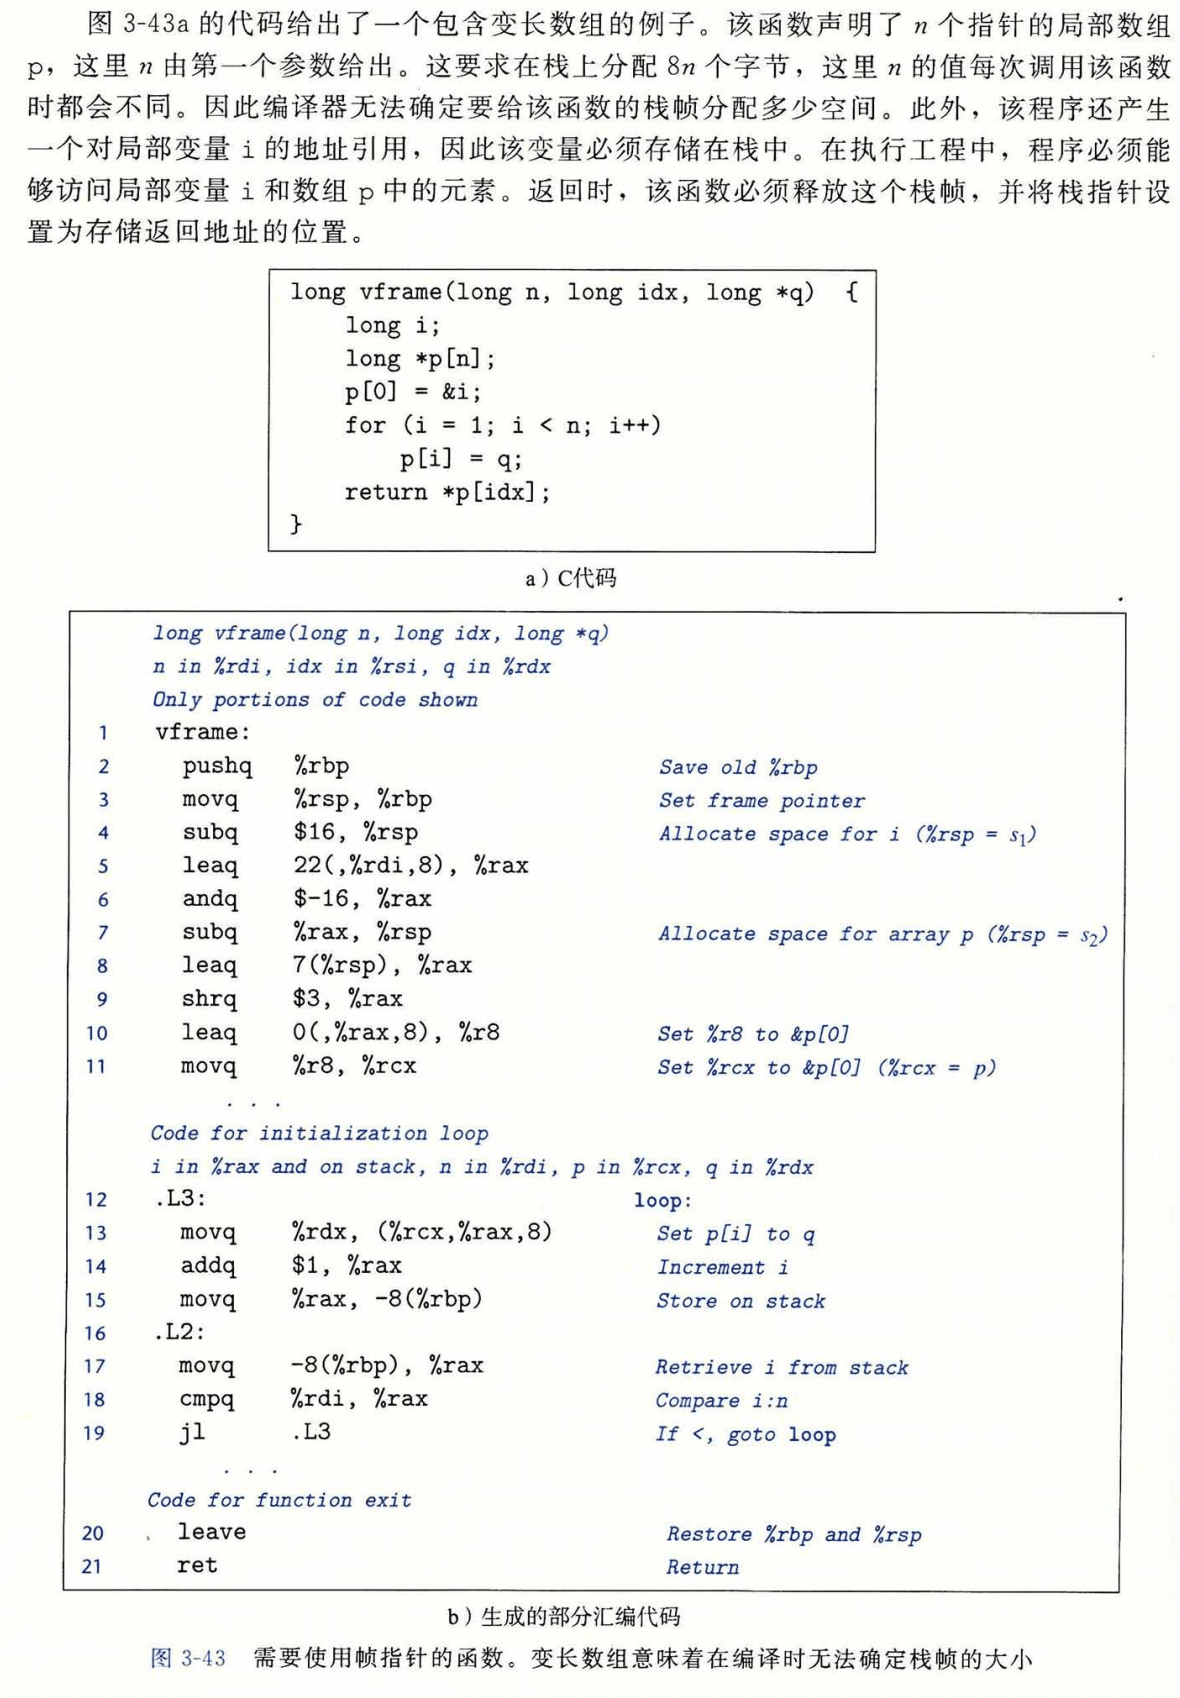 图 3-43a 的代码给出了一个包含变长数组的例子。该函数声明了 n 个指针的局部数组
p，这里 n 由第一个参数给出。这要求在栈上分配 8n 个字节，这里 n 的值每次调用该函数
时都会不同。因此编译器无法确定要给该函数的栈帧分配多少空间。此外，该程序还产生
一个对局部变量 i 的地址引用，因此该变量必须存储在栈中。在执行工程中，程序必须能
够访问局部变量 i 和数组 p 中的元素。返回时，该函数必须释放这个栈帧，并将栈指针设
置为存储返回地址的位置。
long vframe(long n, long idx, long *q)  {
    long i;
    long *p[n];
    p[0] = &i;
    for (i = 1; i < n; i++)
        p[i] = q;
    return *p[idx];
}
a）C代码
long vframe(long n, long idx, long *q)
n in %rdi, idx in %rsi, q in %rdx
Only portions of code shown
1 vframe:
2 pushq %rbp Save old %rbp
3 movq %rsp, %rbp Set frame pointer
4 subq $16, %rsp Allocate space for i (%rsp = s₁)
5 leaq 22(,%rdi,8), %rax
6 andq $-16, %rax
7 subq %rax, %rsp Allocate space for array p (%rsp = s₂)
8 leaq 7(%rsp), %rax
9 shrq $3, %rax
10 leaq 0(,%rax,8), %r8 Set %r8 to &p[0]
11 movq %r8, %rcx Set %rcx to &p[0] (%rcx = p)
. . .
Code for initialization loop
i in %rax and on stack, n in %rdi, p in %rcx, q in %rdx
12 .L3: loop:
13 movq %rdx, (%rcx,%rax,8) Set p[i] to q
14 addq $1, %rax Increment i
15 movq %rax, -8(%rbp) Store on stack
16 .L2:
17 movq -8(%rbp), %rax Retrieve i from stack
18 cmpq %rdi, %rax Compare i:n
19 jl .L3 If <, goto loop
. . .
Code for function exit
20 leave Restore %rbp and %rsp
21 ret Return
b）生成的部分汇编代码
图 3-43 需要使用帧指针的函数。变长数组意味着在编译时无法确定栈帧的大小